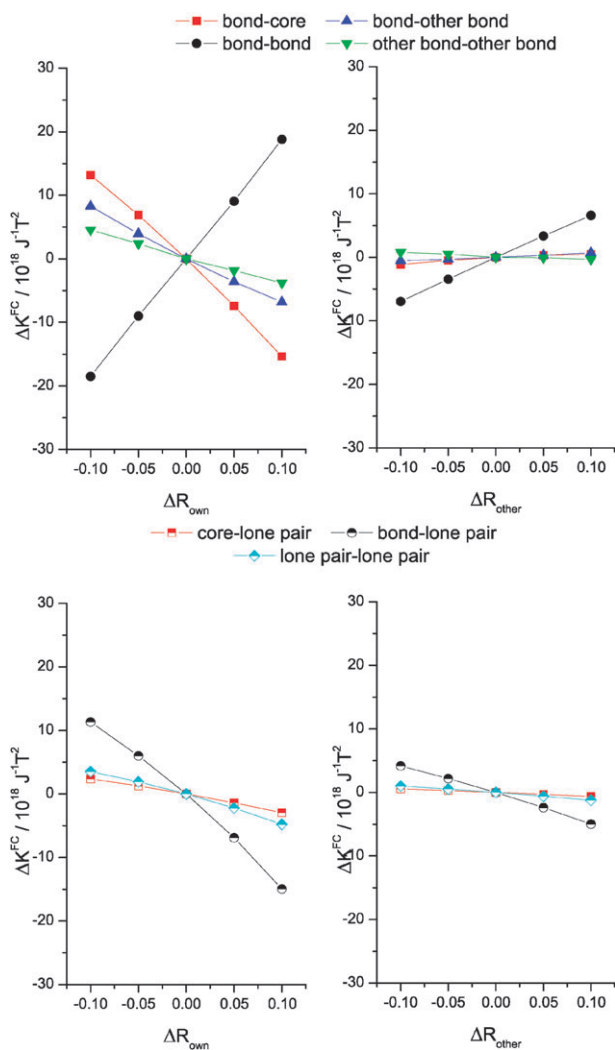 bond-core bond-other bond
bond-bond other bond-other bond
30 30
20 20
10 10
0 0
-10 -10
-20 -20
-30 -30
ΔK^FC / 10^18 J^-1T^2 ΔK^FC / 10^18 J^-1T^2
-0.10 -0.05 0.00 0.05 0.10 -0.10 -0.05 0.00 0.05 0.10
ΔR_own ΔR_other
core-lone pair bond-lone pair
lone pair-lone pair
30 30
20 20
10 10
0 0
-10 -10
-20 -20
-30 -30
ΔK^FC / 10^18 J^-1T^2 ΔK^FC / 10^18 J^-1T^2
-0.10 -0.05 0.00 0.05 0.10 -0.10 -0.05 0.00 0.05 0.10
ΔR_own ΔR_other